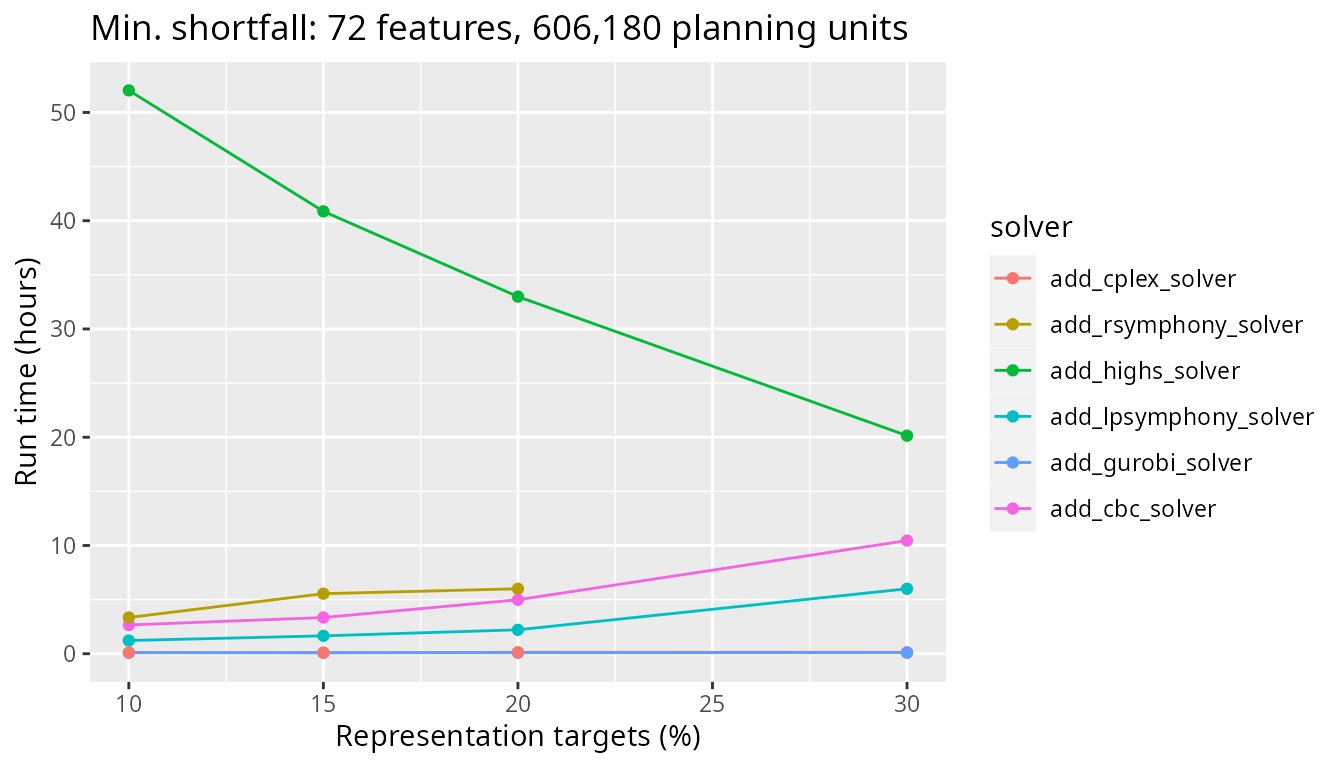 Min. shortfall: 72 features, 606,180 planning units
Run time (hours)
50
40
30
20
10
0
10 15 20 25 30
Representation targets (%)
solver
add_cplex_solver
add_rsymphony_solver
add_highs_solver
add_lpsymphony_solver
add_gurobi_solver
add_cbc_solver